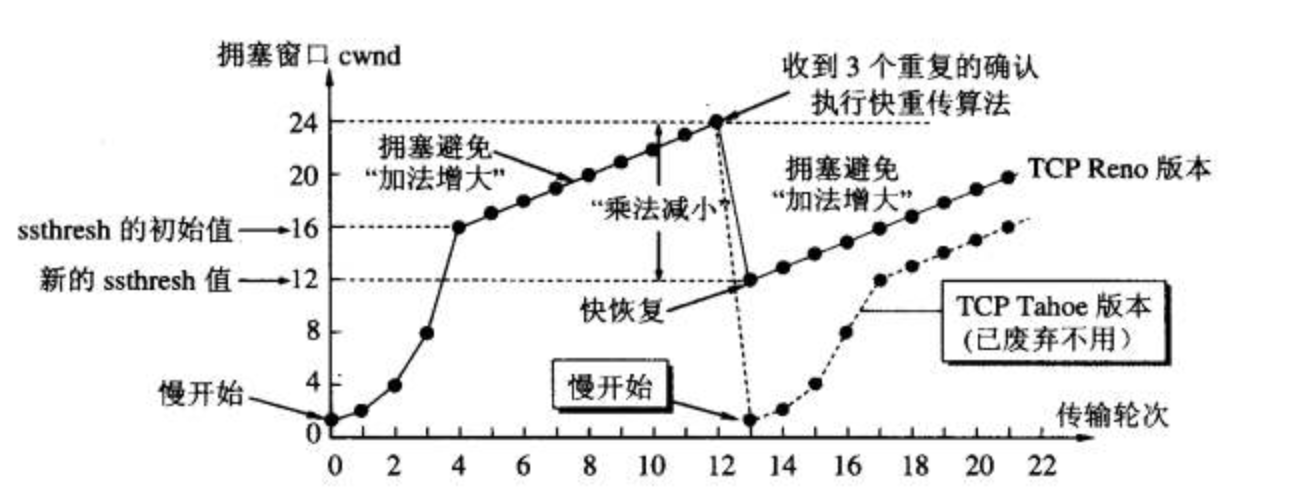 拥塞窗口 cwnd
收到 3 个重复的确认
执行快重传算法
24
拥塞避免
“加法增大”
20
拥塞避免
“加法增大”
TCP Reno 版本
“乘法减小”
ssthresh 的初始值
16
新的 ssthresh 值
12
快恢复
TCP Tahoe 版本
(已废弃不用）
8
4
慢开始
慢开始
传输轮次
0
0 2 4 6 8 10 12 14 16 18 20 22